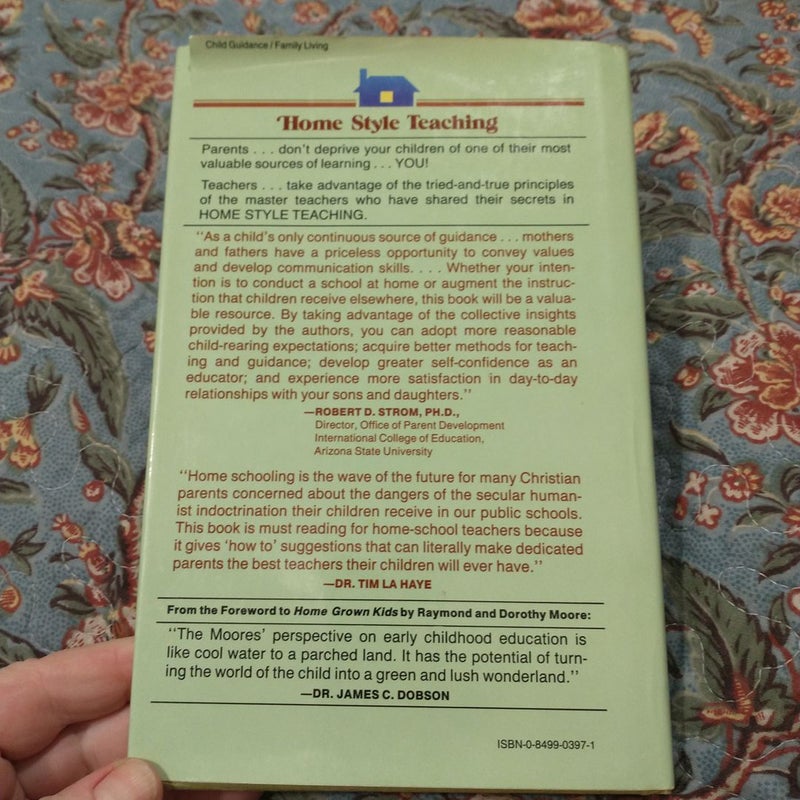 Child Guidance / Family Living
Home Style Teaching
Parents . . . don't deprive your children of one of their most
valuable sources of learning . . . YOU!
Teachers . . . take advantage of the tried-and-true principles
of the master teachers who have shared their secrets in
HOME STYLE TEACHING.
"As a child's only continuous source of guidance . . . mothers
and fathers have a priceless opportunity to convey values
and develop communication skills. . . . Whether your inten-
tion is to conduct a school at home or augment the instruc-
tion that children receive elsewhere, this book will be a valua-
ble resource. By taking advantage of the collective insights
provided by the authors, you can adopt more reasonable
child-rearing expectations; acquire better methods for teach-
ing and guidance; develop greater self-confidence as an
educator; and experience more satisfaction in day-to-day
relationships with your sons and daughters."
—ROBERT D. STROM, PH.D.,
Director, Office of Parent Development
International College of Education,
Arizona State University
"Home schooling is the wave of the future for many Christian
parents concerned about the dangers of the secular human-
ist indoctrination their children receive in our public schools.
This book is must reading for home-school teachers because
it gives 'how to' suggestions that can literally make dedicated
parents the best teachers their children will ever have."
—DR. TIM LA HAYE
From the Foreword to Home Grown Kids by Raymond and Dorothy Moore:
"The Moores' perspective on early childhood education is
like cool water to a parched land. It has the potential of turn-
ing the world of the child into a green and lush wonderland."
—DR. JAMES C. DOBSON
ISBN-0-8499-0397-1